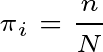 π_i = n/N